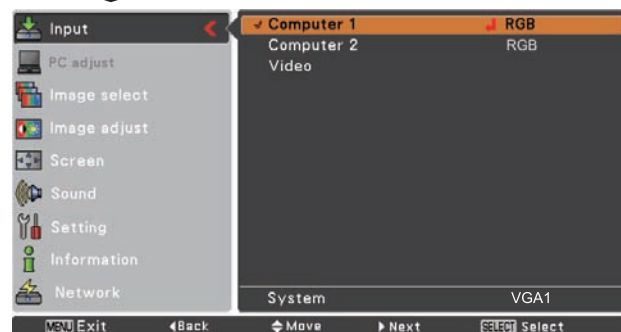 Input
PC adjust
Image select
Image adjust
Screen
Sound
Setting
Information
Network
Computer 1 RGB
Computer 2 RGB
Video
System VGA1
MENU Exit Back Move Next SELECT Select